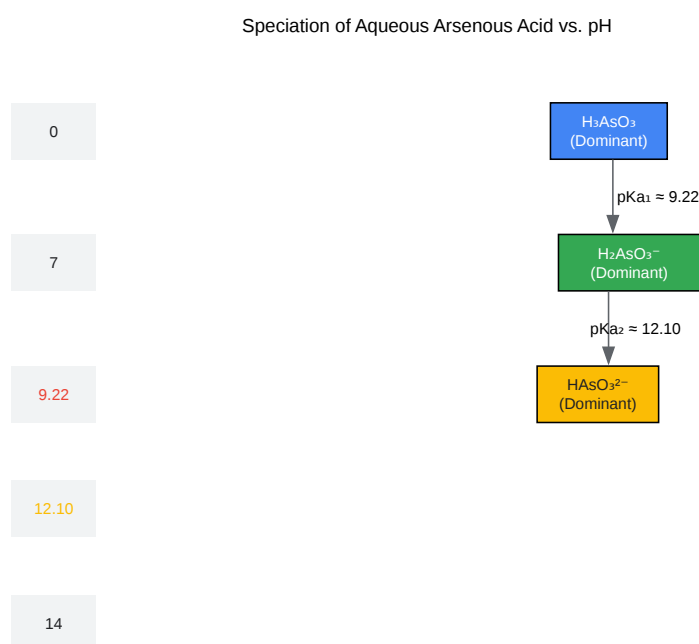 Speciation of Aqueous Arsenous Acid vs. pH
0
H₃AsO₃
(Dominant)
pKa₁ ≈ 9.22
7
H₂AsO₃⁻
(Dominant)
pKa₂ ≈ 12.10
9.22
HAsO₃²⁻
(Dominant)
12.10
14